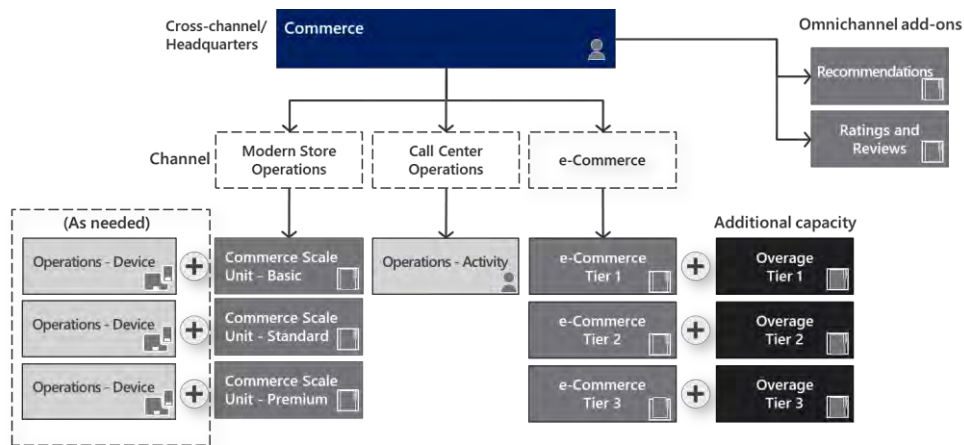 Cross-channel/
Headquarters
Commerce
Omnichannel add-ons
Recommendations
Ratings and
Reviews
Channel
Modern Store
Operations
Call Center
Operations
e-Commerce
(As needed)
Additional capacity
Operations - Device
Commerce Scale
Unit - Basic
Operations - Activity
e-Commerce
Tier 1
Overage
Tier 1
Operations - Device
Commerce Scale
Unit - Standard
e-Commerce
Tier 2
Overage
Tier 2
Operations - Device
Commerce Scale
Unit - Premium
e-Commerce
Tier 3
Overage
Tier 3